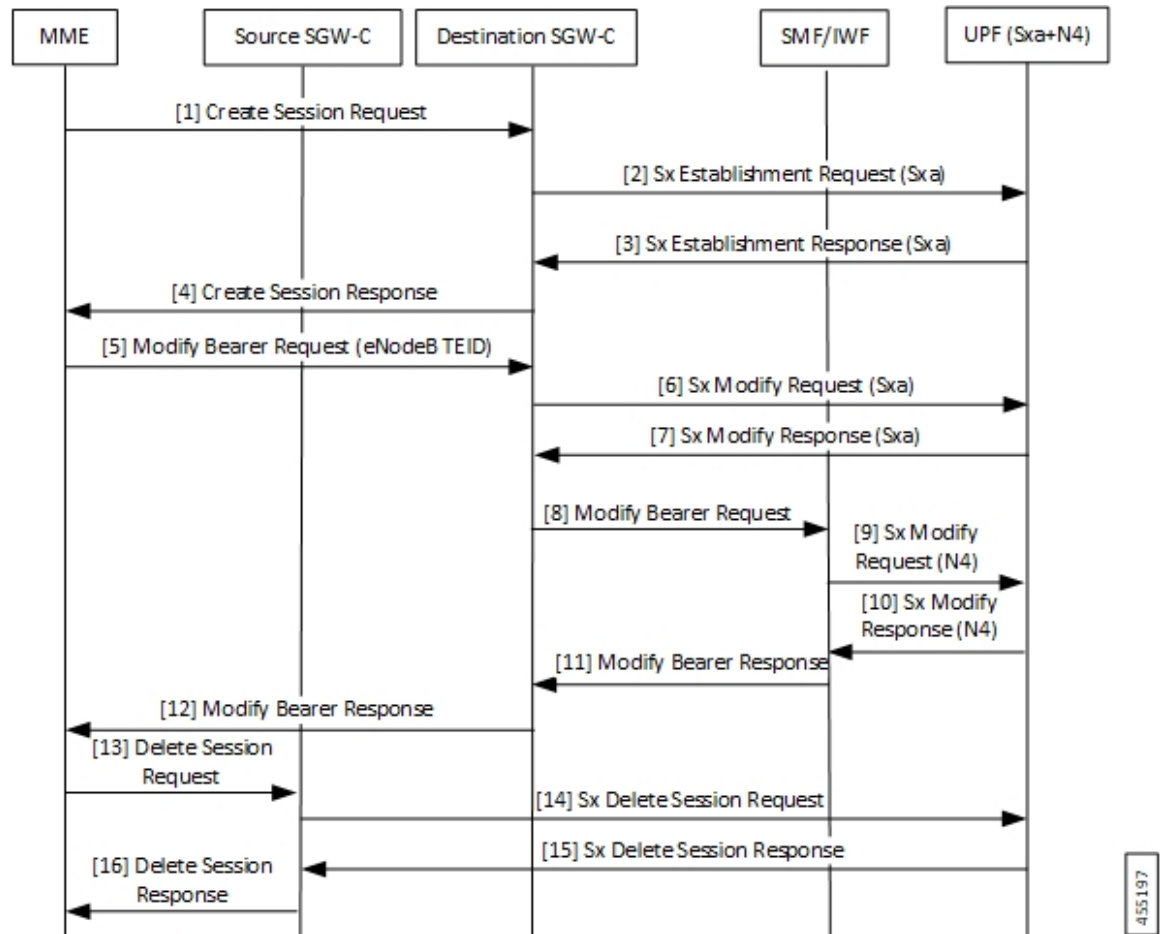 MME
Source SGW-C
Destination SGW-C
SMF/IWF
UPF (Sxa+N4)
[1] Create Session Request
[2] Sx Establishment Request (Sxa)
[3] Sx Establishment Response (Sxa)
[4] Create Session Response
[5] Modify Bearer Request (eNodeB TEID)
[6] Sx Modify Request (Sxa)
[7] Sx Modify Response (Sxa)
[8] Modify Bearer Request
[9] Sx Modify
Request (N4)
[10] Sx Modify
Response (N4)
[11] Modify Bearer Response
[12] Modify Bearer Response
[13] Delete Session
Request
[14] Sx Delete Session Request
[15] Sx Delete Session Response
[16] Delete Session
Response
455197